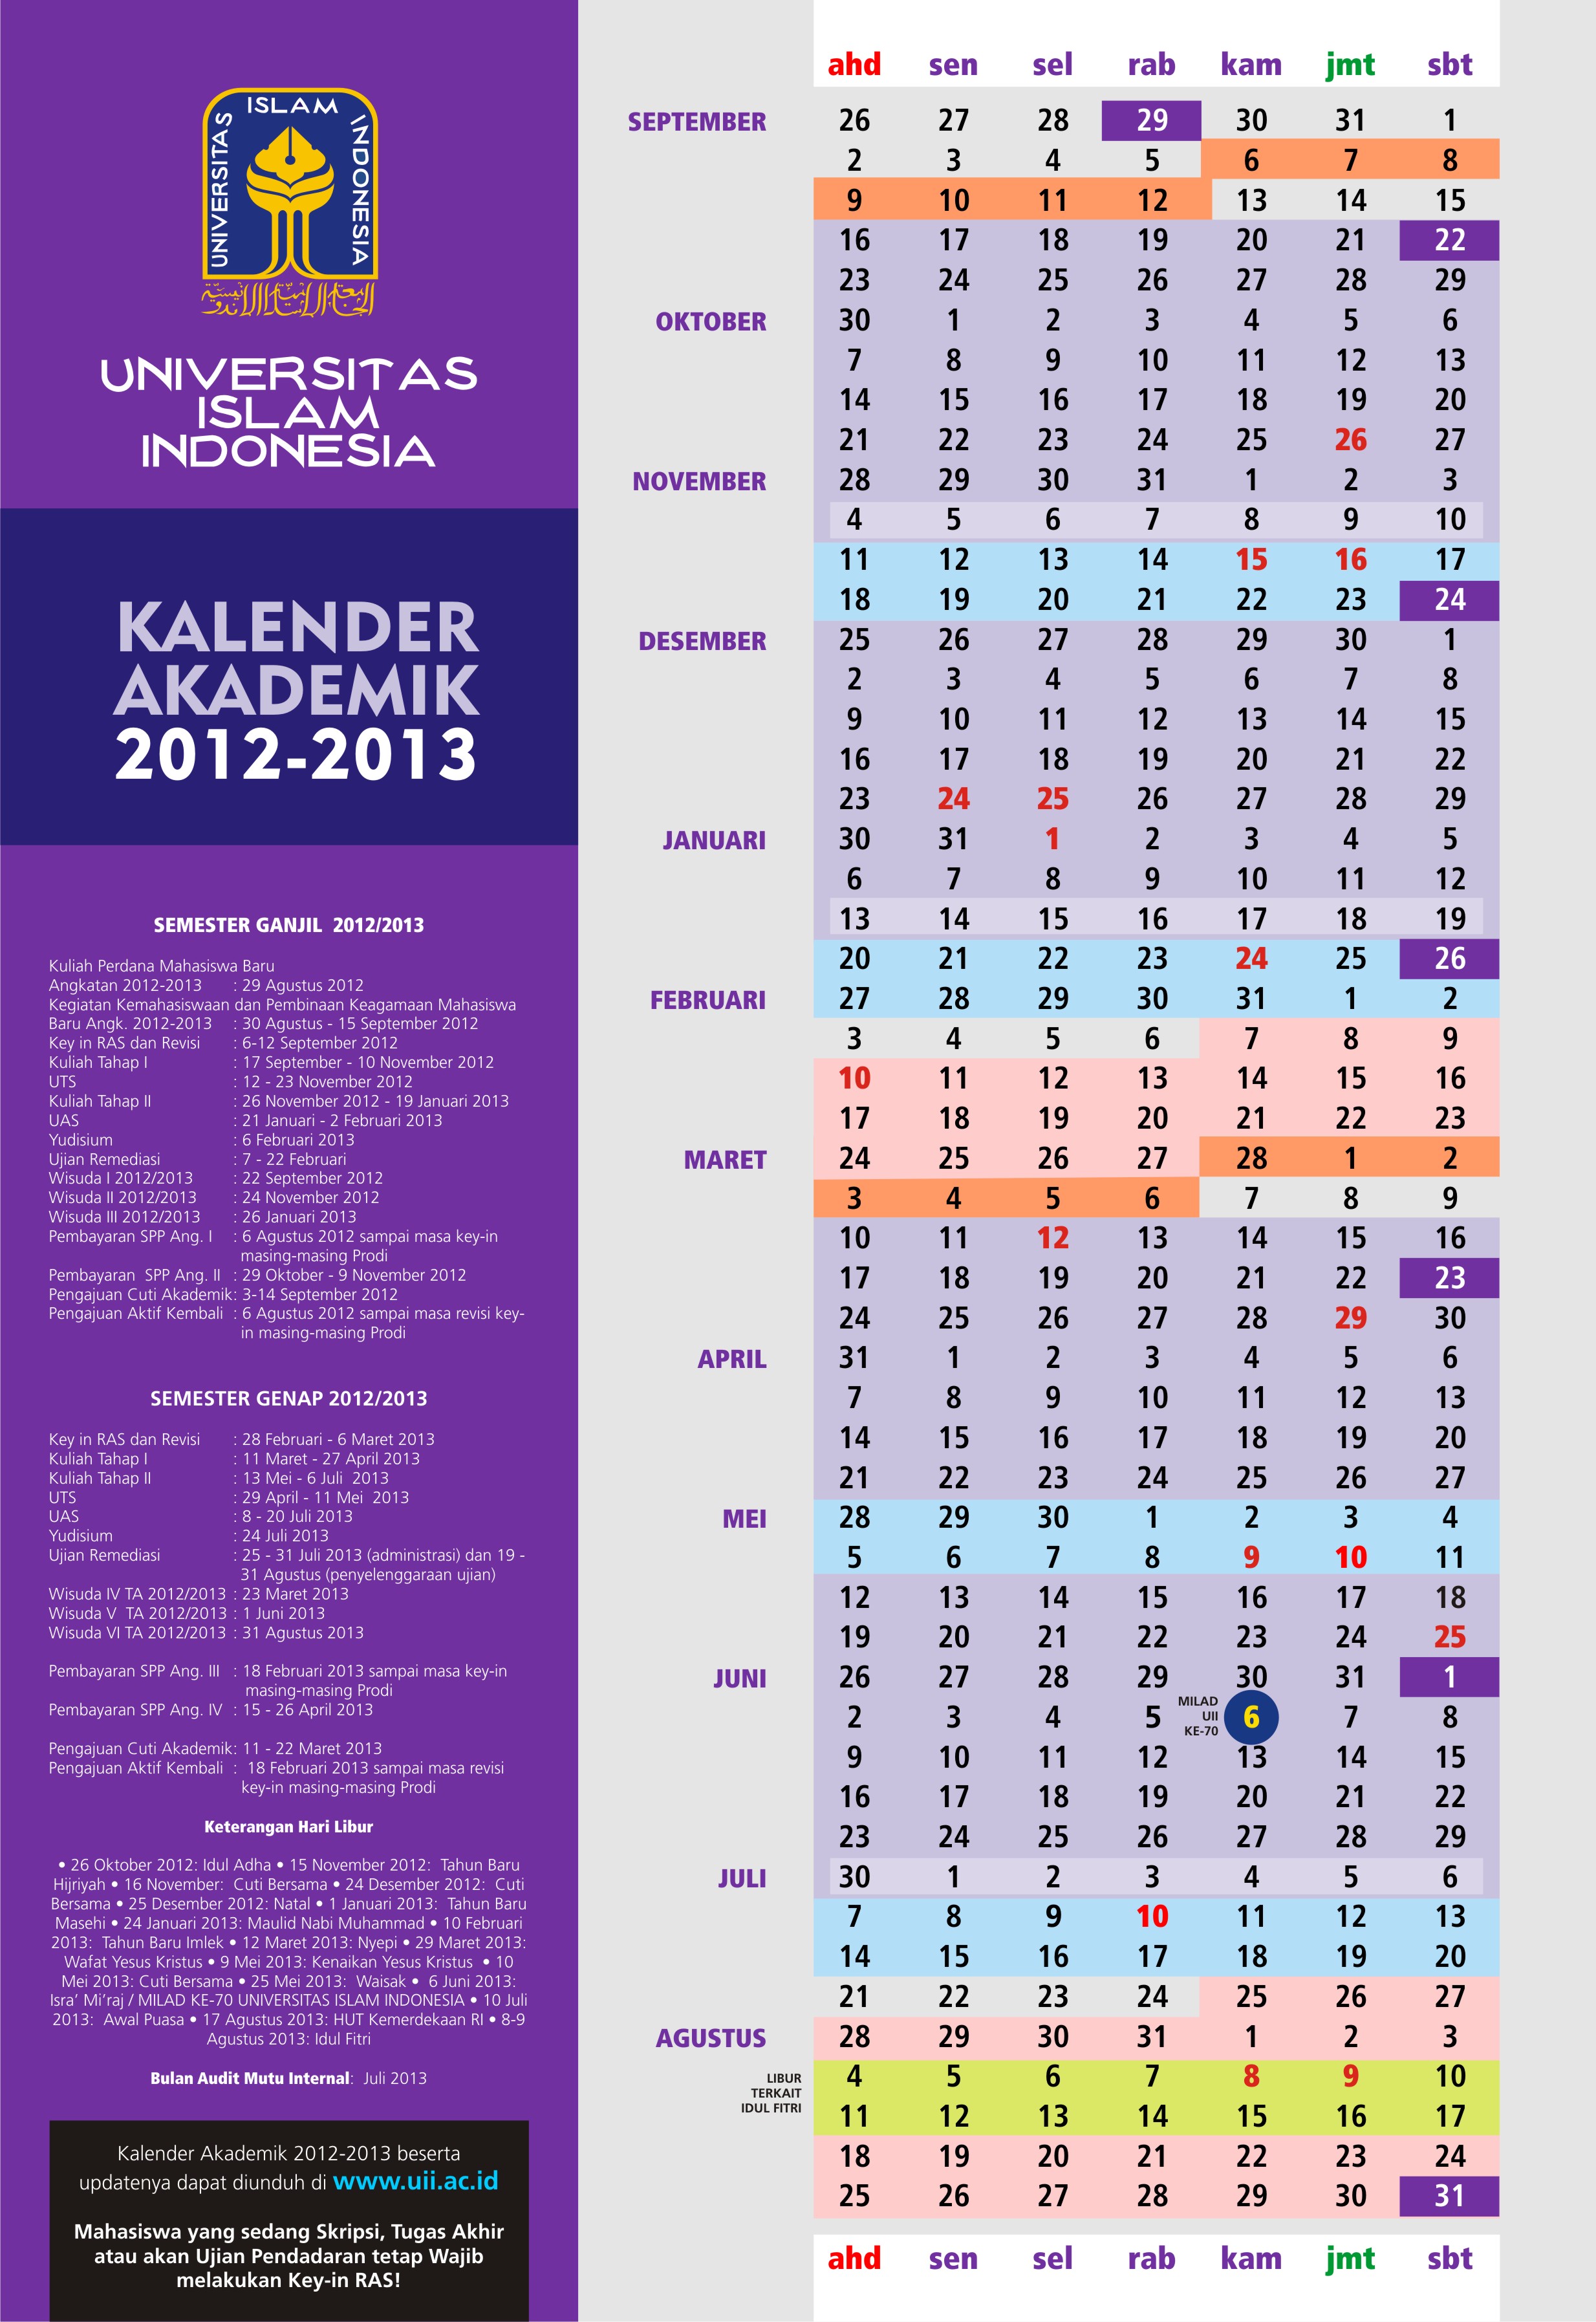 UNIVERSITAS ISLAM INDONESIA
UNIVERSITAS
ISLAM
INDONESIA
KALENDER
AKADEMIK
2012-2013
SEMESTER GANJIL 2012/2013
Kuliah Perdana Mahasiswa Baru
Angkatan 2012-2013 : 29 Agustus 2012
Kegiatan Kemahasiswaan dan Pembinaan Keagamaan Mahasiswa
Baru Angk. 2012-2013 : 30 Agustus - 15 September 2012
Key in RAS dan Revisi : 6-12 September 2012
Kuliah Tahap I : 17 September - 10 November 2012
UTS : 12 - 23 November 2012
Kuliah Tahap II : 26 November 2012 - 19 Januari 2013
UAS : 21 Januari - 2 Februari 2013
Yudisium : 6 Februari 2013
Ujian Remediasi : 7 - 22 Februari
Wisuda I 2012/2013 : 22 September 2012
Wisuda II 2012/2013 : 24 November 2012
Wisuda III 2012/2013 : 26 Januari 2013
Pembayaran SPP Ang. I : 6 Agustus 2012 sampai masa key-in
masing-masing Prodi
Pembayaran SPP Ang. II : 29 Oktober - 9 November 2012
Pengajuan Cuti Akademik: 3-14 September 2012
Pengajuan Aktif Kembali : 6 Agustus 2012 sampai masa revisi key-
in masing-masing Prodi
SEMESTER GENAP 2012/2013
Key in RAS dan Revisi : 28 Februari - 6 Maret 2013
Kuliah Tahap I : 11 Maret - 27 April 2013
Kuliah Tahap II : 13 Mei - 6 Juli 2013
UTS : 29 April - 11 Mei 2013
UAS : 8 - 20 Juli 2013
Yudisium : 24 Juli 2013
Ujian Remediasi : 25 - 31 Juli 2013 (administrasi) dan 19 -
31 Agustus (penyelenggaraan ujian)
Wisuda IV TA 2012/2013 : 23 Maret 2013
Wisuda V TA 2012/2013 : 1 Juni 2013
Wisuda VI TA 2012/2013 : 31 Agustus 2013
Pembayaran SPP Ang. III : 18 Februari 2013 sampai masa key-in
masing-masing Prodi
Pembayaran SPP Ang. IV : 15 - 26 April 2013
Pengajuan Cuti Akademik: 11 - 22 Maret 2013
Pengajuan Aktif Kembali : 18 Februari 2013 sampai masa revisi
key-in masing-masing Prodi
Keterangan Hari Libur
• 26 Oktober 2012: Idul Adha • 15 November 2012: Tahun Baru
Hijriyah • 16 November: Cuti Bersama • 24 Desember 2012: Cuti
Bersama • 25 Desember 2012: Natal • 1 Januari 2013: Tahun Baru
Masehi • 24 Januari 2013: Maulid Nabi Muhammad • 10 Februari
2013: Tahun Baru Imlek • 12 Maret 2013: Nyepi • 29 Maret 2013:
Wafat Yesus Kristus • 9 Mei 2013: Kenaikan Yesus Kristus • 10
Mei 2013: Cuti Bersama • 25 Mei 2013: Waisak • 6 Juni 2013:
Isra' Mi'raj / MILAD KE-70 UNIVERSITAS ISLAM INDONESIA • 10 Juli
2013: Awal Puasa • 17 Agustus 2013: HUT Kemerdekaan RI • 8-9
Agustus 2013: Idul Fitri
Bulan Audit Mutu Internal: Juli 2013
Kalender Akademik 2012-2013 beserta
updatenya dapat diunduh di www.uii.ac.id
Mahasiswa yang sedang Skripsi, Tugas Akhir
atau akan Ujian Pendadaran tetap Wajib
melakukan Key-in RAS!
ahd sen sel rab kam jmt sbt
SEPTEMBER 26 27 28 29 30 31 1
2 3 4 5 6 7 8
9 10 11 12 13 14 15
16 17 18 19 20 21 22
23 24 25 26 27 28 29
OKTOBER 30 1 2 3 4 5 6
7 8 9 10 11 12 13
14 15 16 17 18 19 20
21 22 23 24 25 26 27
NOVEMBER 28 29 30 31 1 2 3
4 5 6 7 8 9 10
11 12 13 14 15 16 17
18 19 20 21 22 23 24
DESEMBER 25 26 27 28 29 30 1
2 3 4 5 6 7 8
9 10 11 12 13 14 15
16 17 18 19 20 21 22
23 24 25 26 27 28 29
JANUARI 30 31 1 2 3 4 5
6 7 8 9 10 11 12
13 14 15 16 17 18 19
20 21 22 23 24 25 26
FEBRUARI 27 28 29 30 31 1 2
3 4 5 6 7 8 9
10 11 12 13 14 15 16
17 18 19 20 21 22 23
MARET 24 25 26 27 28 1 2
3 4 5 6 7 8 9
10 11 12 13 14 15 16
17 18 19 20 21 22 23
24 25 26 27 28 29 30
APRIL 31 1 2 3 4 5 6
7 8 9 10 11 12 13
14 15 16 17 18 19 20
21 22 23 24 25 26 27
MEI 28 29 30 1 2 3 4
5 6 7 8 9 10 11
12 13 14 15 16 17 18
19 20 21 22 23 24 25
JUNI 26 27 28 29 30 31 1
2 3 4 5 MILAD UII KE-70 6 7 8
9 10 11 12 13 14 15
16 17 18 19 20 21 22
23 24 25 26 27 28 29
JULI 30 1 2 3 4 5 6
7 8 9 10 11 12 13
14 15 16 17 18 19 20
21 22 23 24 25 26 27
AGUSTUS 28 29 30 31 1 2 3
LIBUR TERKAIT IDUL FITRI 4 5 6 7 8 9 10
11 12 13 14 15 16 17
18 19 20 21 22 23 24
25 26 27 28 29 30 31
ahd sen sel rab kam jmt sbt